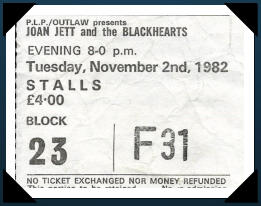 P.L.P./OUTLAW presents
JOAN JETT and the BLACKHEARTS
EVENING 8-0 p.m.
Tuesday, November 2nd, 1982
STALLS
£4·00
BLOCK
23 F31
NO TICKET EXCHANGED NOR MONEY REFUNDED
This portion to be retained